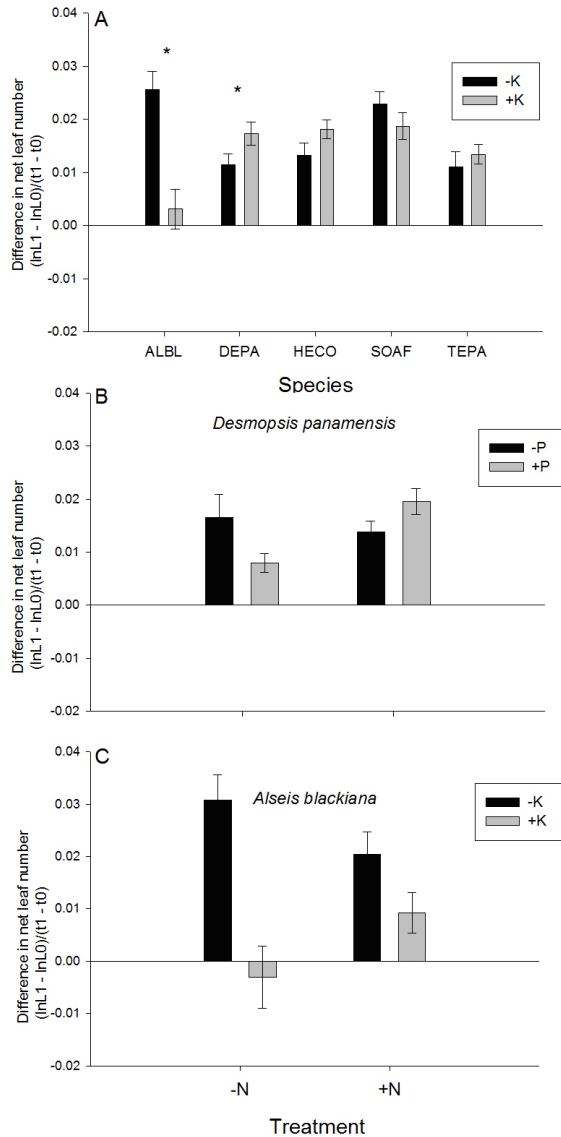 A
*
*
-K
+K
Difference in net leaf number
(lnL1 - lnL0)/(t1 - t0)
0.04
0.03
0.02
0.01
0.00
-0.01
-0.02
ALBL DEPA HECO SOAF TEPA
Species
B
Desmopsis panamensis
-P
+P
Difference in net leaf number
(lnL1 - lnL0)/(t1 - t0)
0.04
0.03
0.02
0.01
0.00
-0.01
-0.02
C
Alseis blackiana
-K
+K
Difference in net leaf number
(lnL1 - lnL0)/(t1 - t0)
0.04
0.03
0.02
0.01
0.00
-0.01
-0.02
-N +N
Treatment